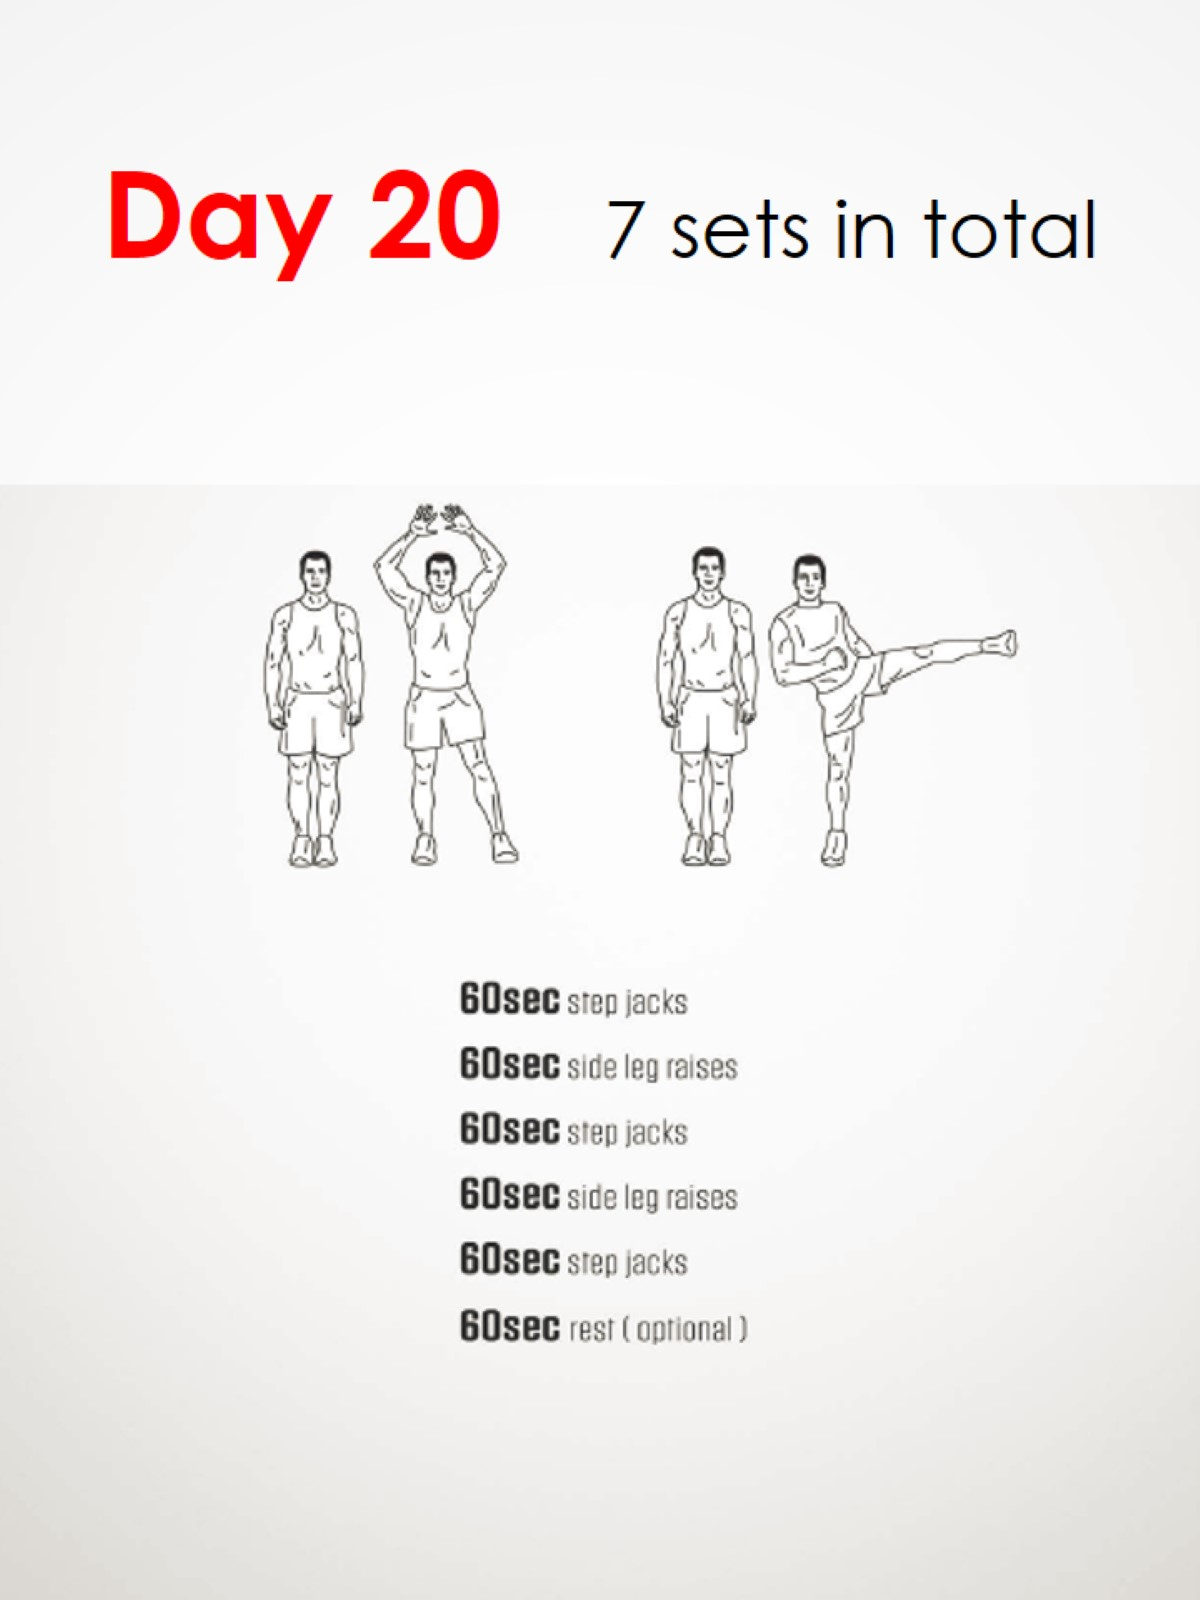 Day 20 7 sets in total
60sec step jacks
60sec side leg raises
60sec step jacks
60sec side leg raises
60sec step jacks
60sec rest ( optional )